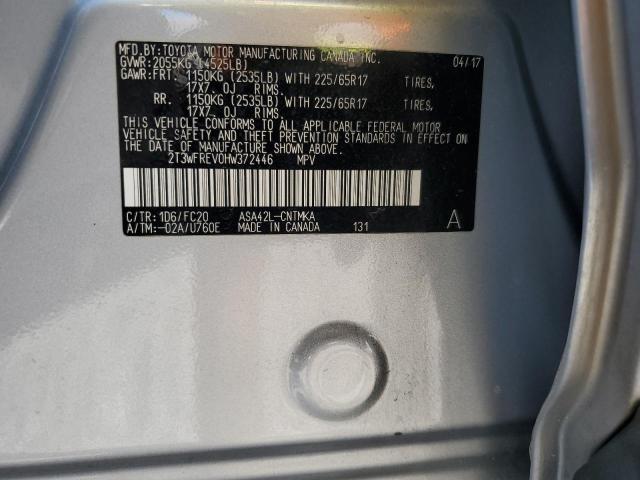 MFD.BY:TOYOTA MOTOR MANUFACTURING CANADA INC.
GVWR:2055KG (4525LB) 04/17
GAWR:FRT. 1150KG (2535LB) WITH 225/65R17 TIRES,
17X7. 0J RIMS.
RR. 1150KG (2535LB) WITH 225/65R17 TIRES,
17X7. 0J RIMS.
THIS VEHICLE CONFORMS TO ALL APPLICABLE FEDERAL MOTOR
VEHICLE SAFETY AND THEFT PREVENTION STANDARDS IN EFFECT ON
THE DATE OF MANUFACTURE SHOWN ABOVE.
2T3WFREV0HW372446 MPV
C/TR:1D6/FC20 ASA42L-CNTMKA
A/TM:-02A/U760E MADE IN CANADA 131 A